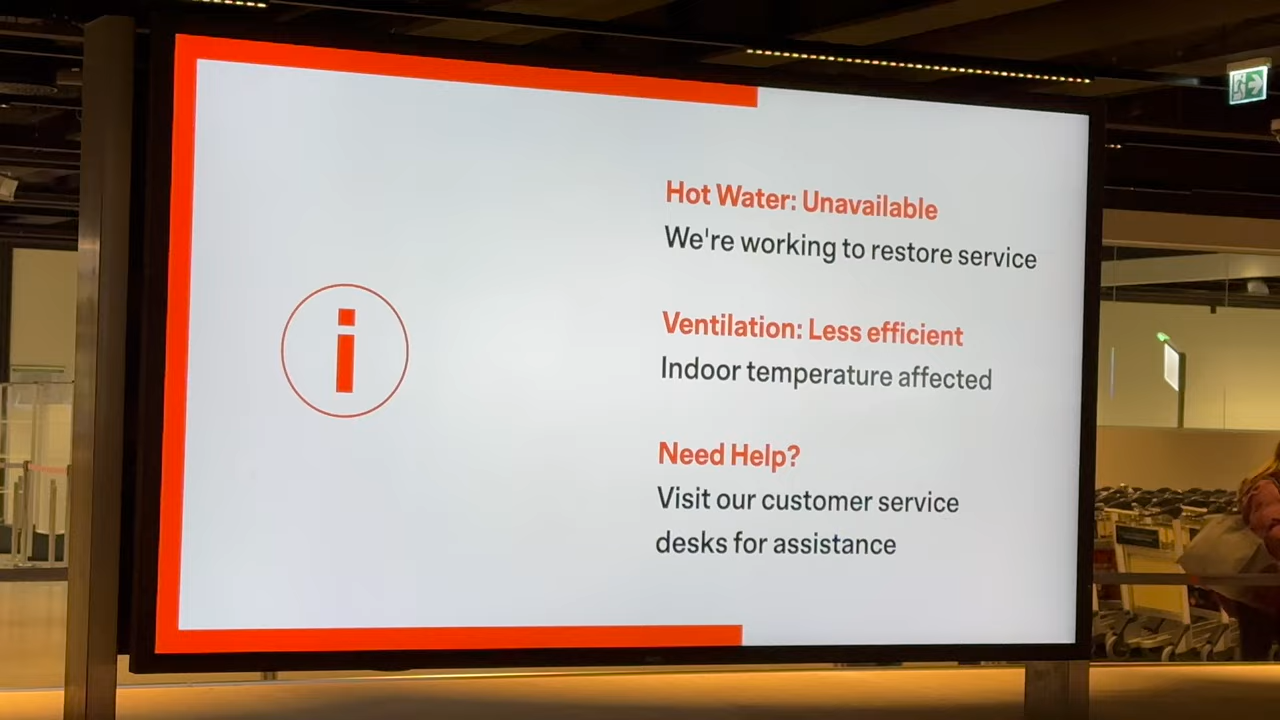 Hot Water: Unavailable
We're working to restore service
Ventilation: Less efficient
Indoor temperature affected
Need Help?
Visit our customer service
desks for assistance